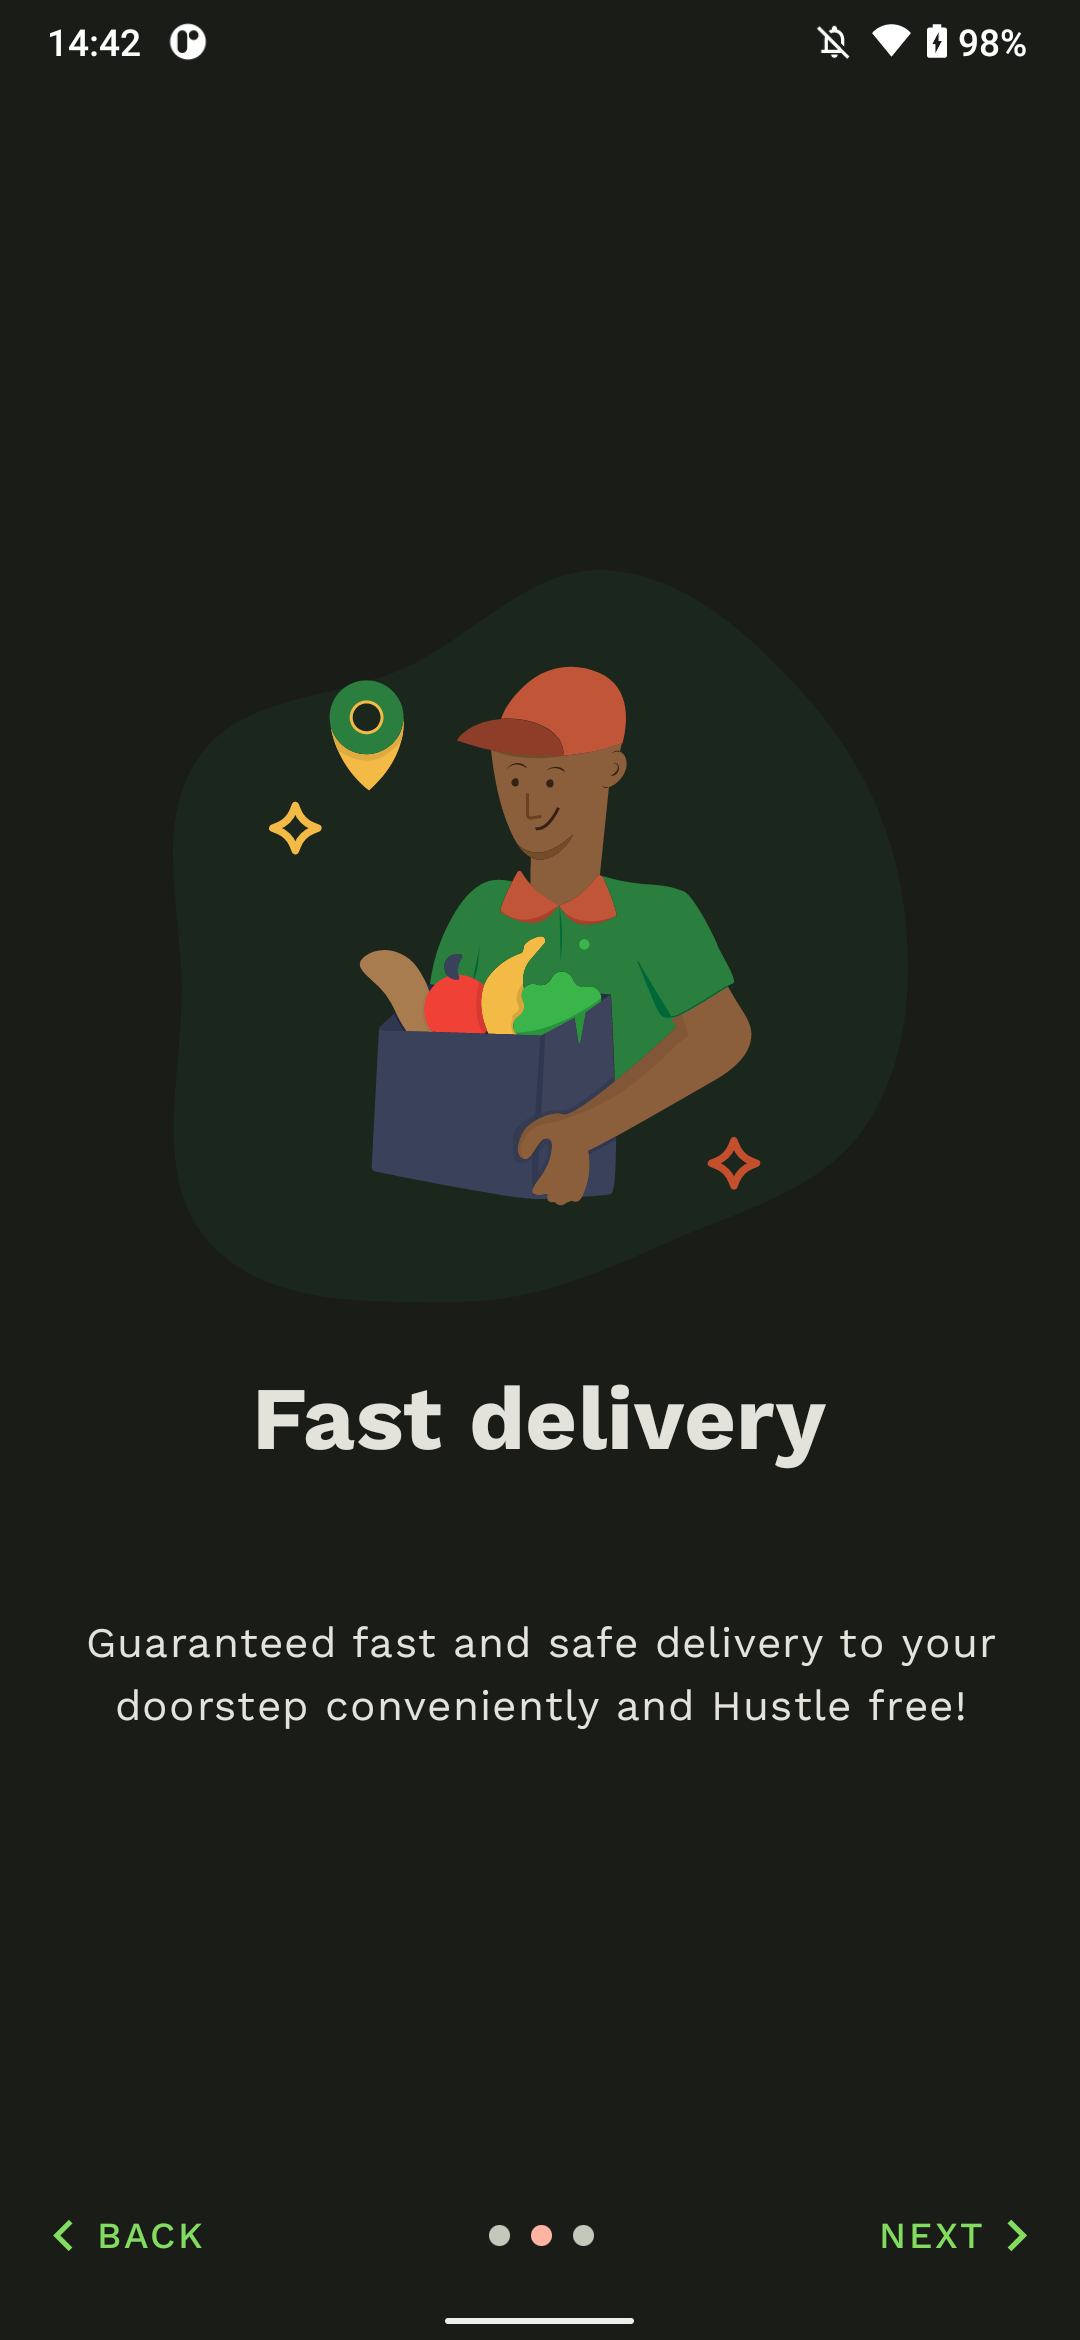 14:42
98%
Fast delivery
Guaranteed fast and safe delivery to your
doorstep conveniently and Hustle free!
BACK
NEXT